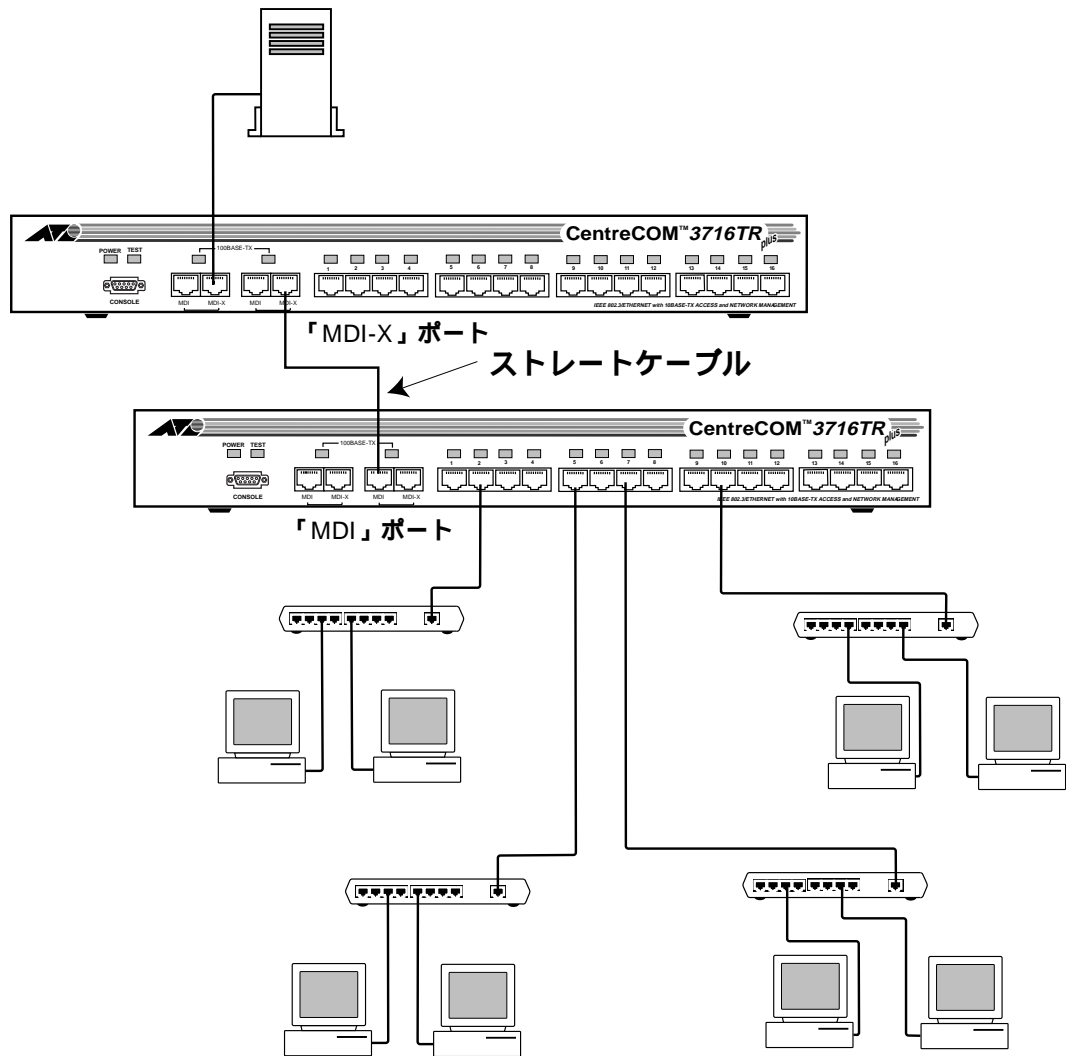 CentreCOM™ 3716TR plus
POWER TEST
100BASE-TX
1 2 3 4 5 6 7 8 9 10 11 12 13 14 15 16
CONSOLE
MDI MDI-X MDI MDI-X
IEEE 802.3/ETHERNET with 10BASE-TX ACCESS and NETWORK MANAGEMENT
「MDI-X」ポート
ストレートケーブル
CentreCOM™ 3716TR plus
POWER TEST
100BASE-TX
1 2 3 4 5 6 7 8 9 10 11 12 13 14 15 16
CONSOLE
MDI MDI-X MDI MDI-X
IEEE 802.3/ETHERNET with 10BASE-TX ACCESS and NETWORK MANAGEMENT
「MDI」ポート